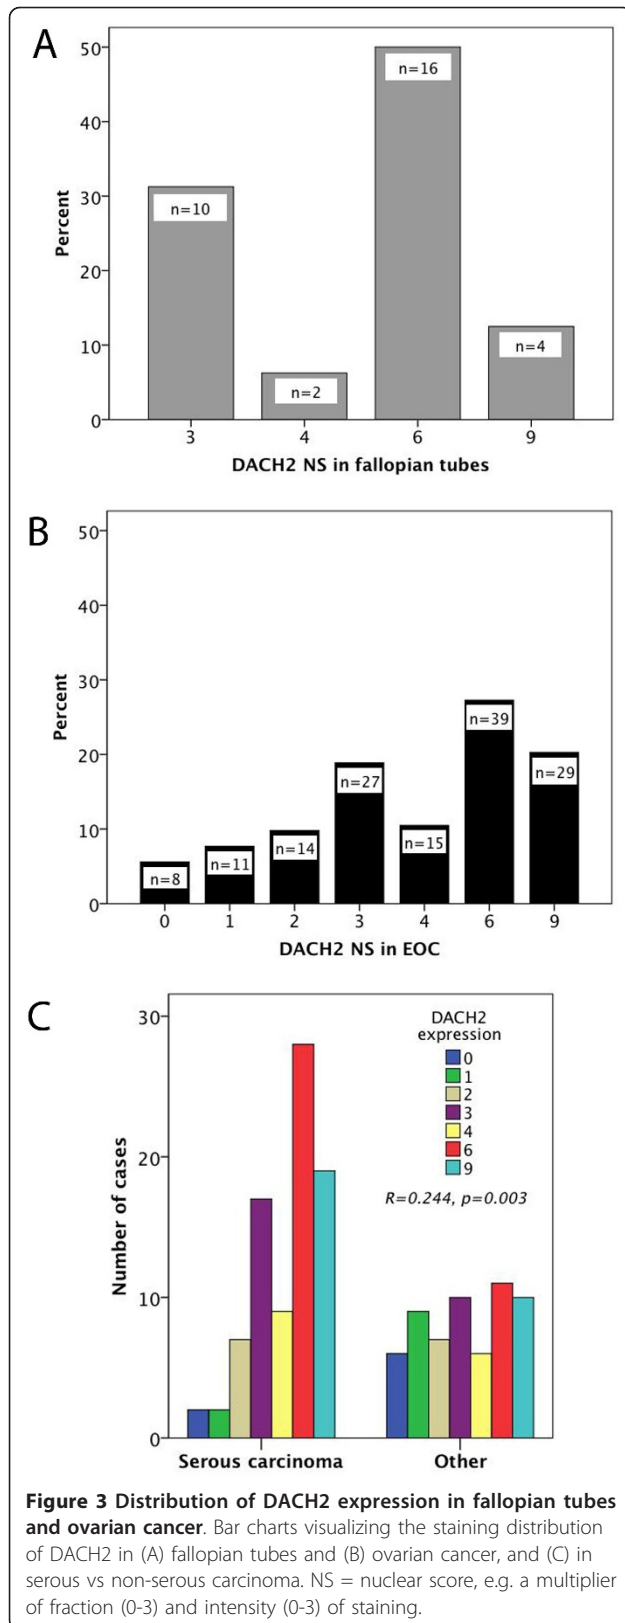 A
50
40
30
20
10
0
Percent
n=10
n=2
n=16
n=4
3 4 6 9
DACH2 NS in fallopian tubes
B
50
40
30
20
10
0
Percent
n=8
n=11
n=14
n=27
n=15
n=39
n=29
0 1 2 3 4 6 9
DACH2 NS in EOC
C
30
20
10
0
Number of cases
DACH2
expression
0
1
2
3
4
6
9
R=0.244, p=0.003
Serous carcinoma Other
Figure 3 Distribution of DACH2 expression in fallopian tubes
and ovarian cancer. Bar charts visualizing the staining distribution
of DACH2 in (A) fallopian tubes and (B) ovarian cancer, and (C) in
serous vs non-serous carcinoma. NS = nuclear score, e.g. a multiplier
of fraction (0-3) and intensity (0-3) of staining.